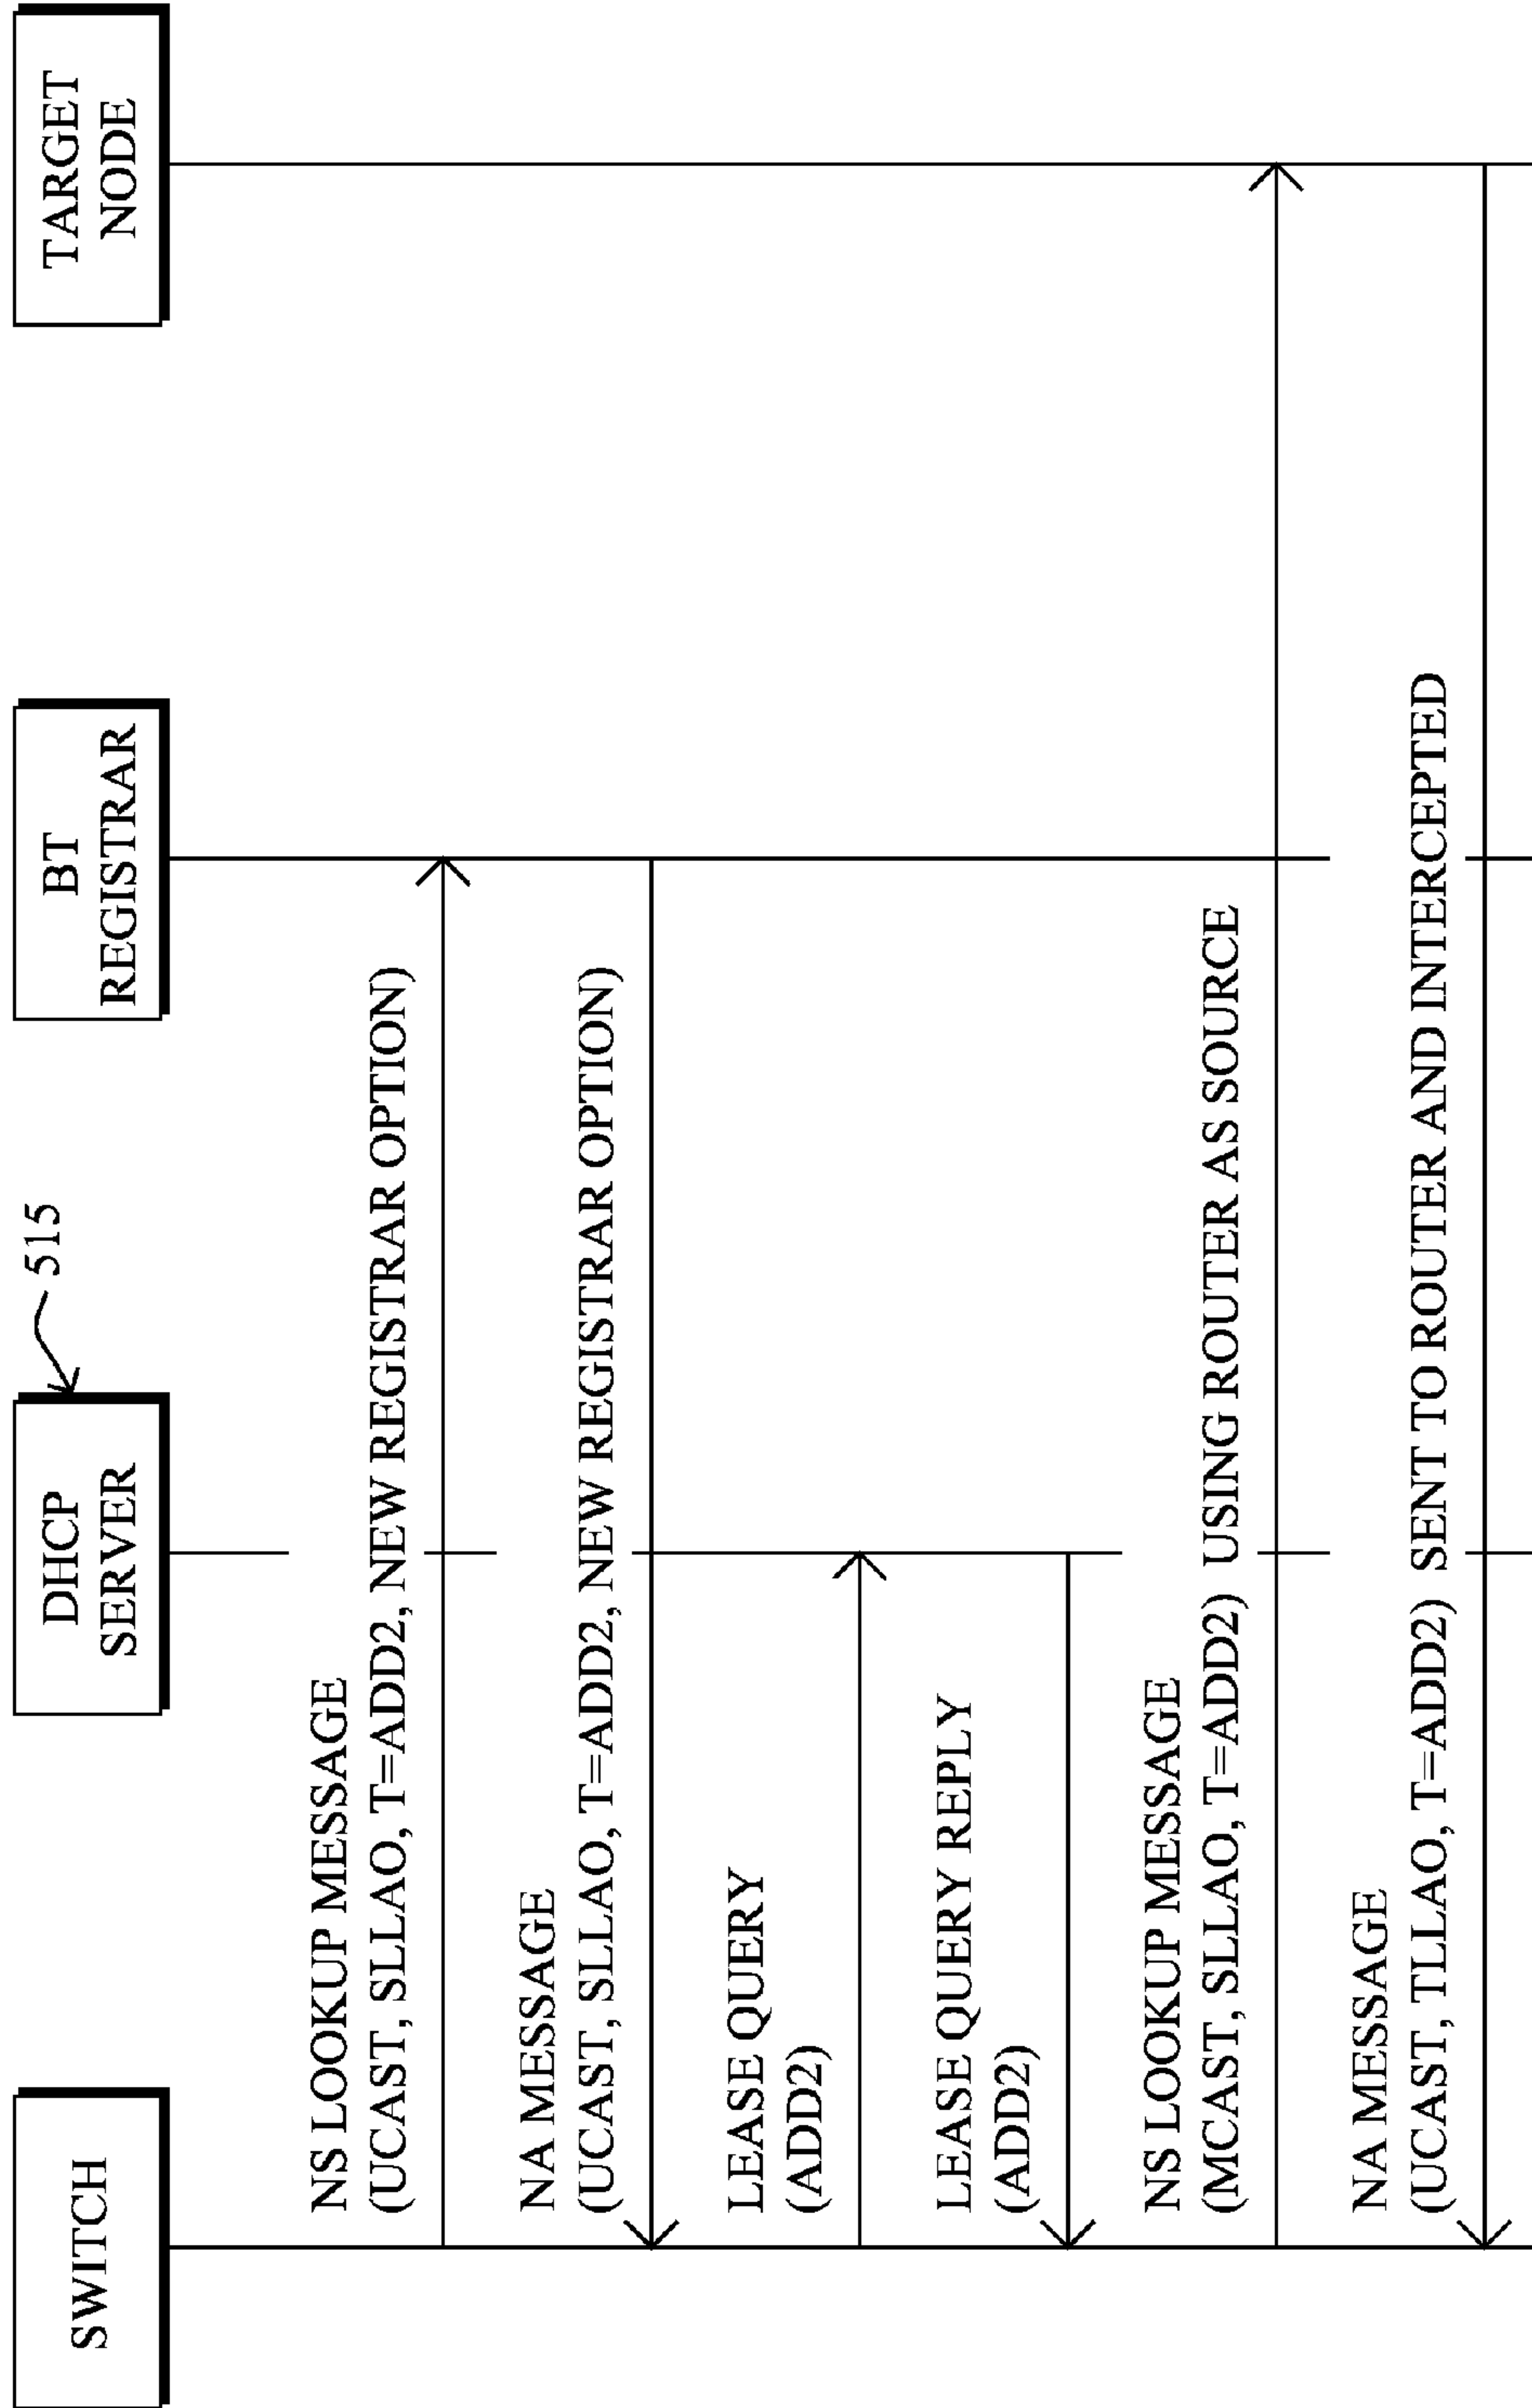 SWITCH
DHCP
SERVER
515
BT
REGISTRAR
TARGET
NODE
NS LOOKUP MESSAGE
(UCAST, SLLAO, T=ADD2, NEW REGISTRAR OPTION)
NA MESSAGE
(UCAST, SLLAO, T=ADD2, NEW REGISTRAR OPTION)
LEASE QUERY
(ADD2)
LEASE QUERY REPLY
(ADD2)
NS LOOKUP MESSAGE
(MCAST, SLLAO, T=ADD2) USING ROUTER AS SOURCE
NA MESSAGE
(UCAST, TLLAO, T=ADD2) SENT TO ROUTER AND INTERCEPTED